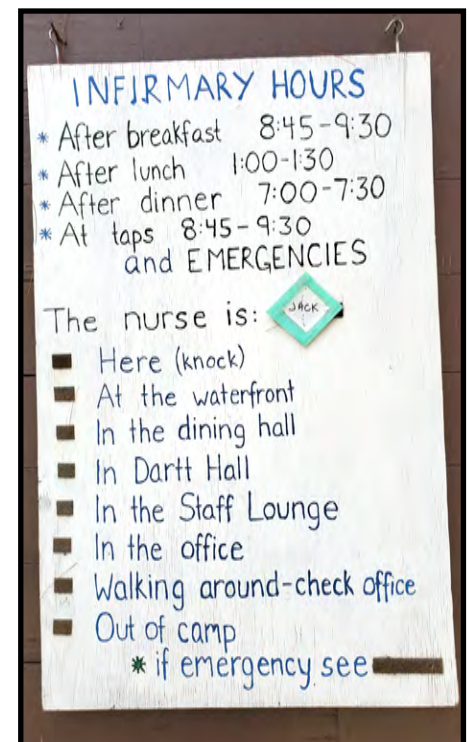 INFIRMARY HOURS
* After breakfast 8:45-9:30
* After lunch 1:00-1:30
* After dinner 7:00-7:30
* At taps 8:45-9:30
and EMERGENCIES
The nurse is: JACK
Here (knock)
At the waterfront
In the dining hall
In Dartt Hall
In the Staff Lounge
In the office
Walking around-check office
Out of camp
* if emergency see